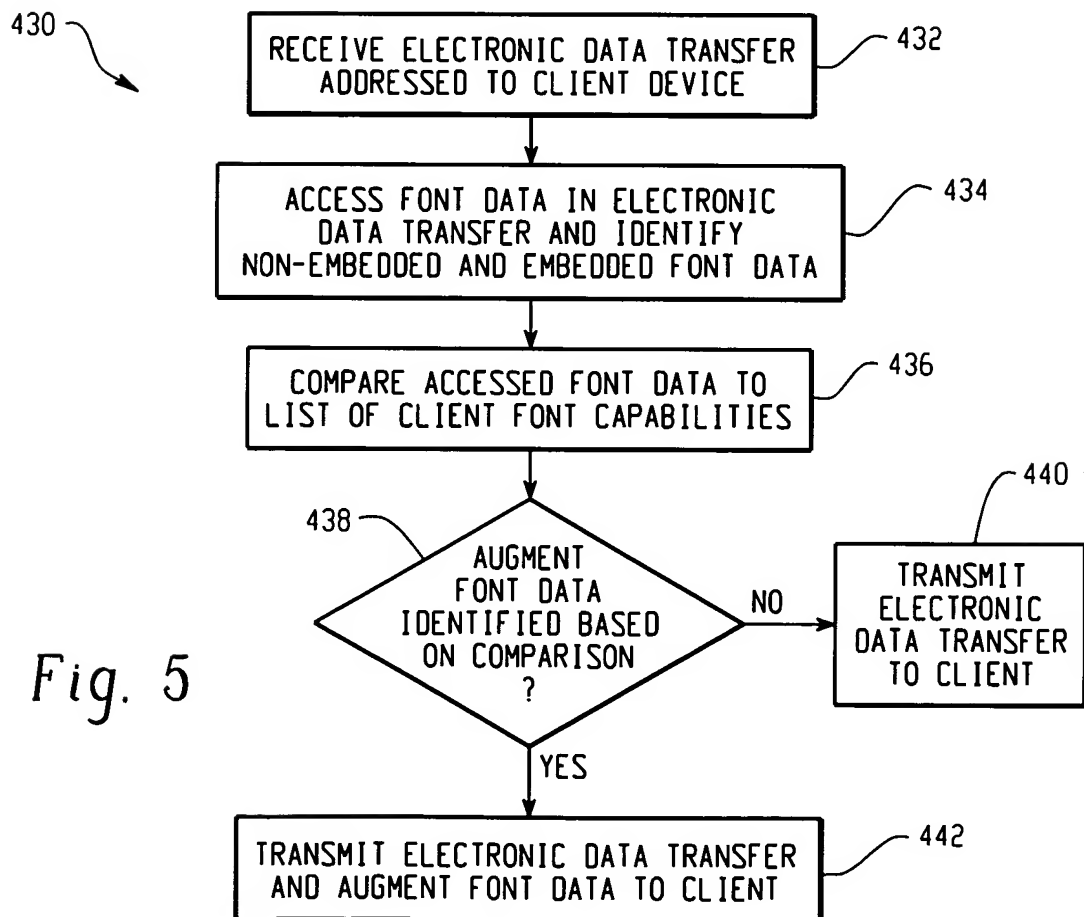 430
RECEIVE ELECTRONIC DATA TRANSFER
ADDRESSED TO CLIENT DEVICE
432
ACCESS FONT DATA IN ELECTRONIC
DATA TRANSFER AND IDENTIFY
NON-EMBEDDED AND EMBEDDED FONT DATA
434
COMPARE ACCESSED FONT DATA TO
LIST OF CLIENT FONT CAPABILITIES
436
438
AUGMENT
FONT DATA
IDENTIFIED BASED
ON COMPARISON
?
NO
440
TRANSMIT
ELECTRONIC
DATA TRANSFER
TO CLIENT
Fig. 5
YES
TRANSMIT ELECTRONIC DATA TRANSFER
AND AUGMENT FONT DATA TO CLIENT
442